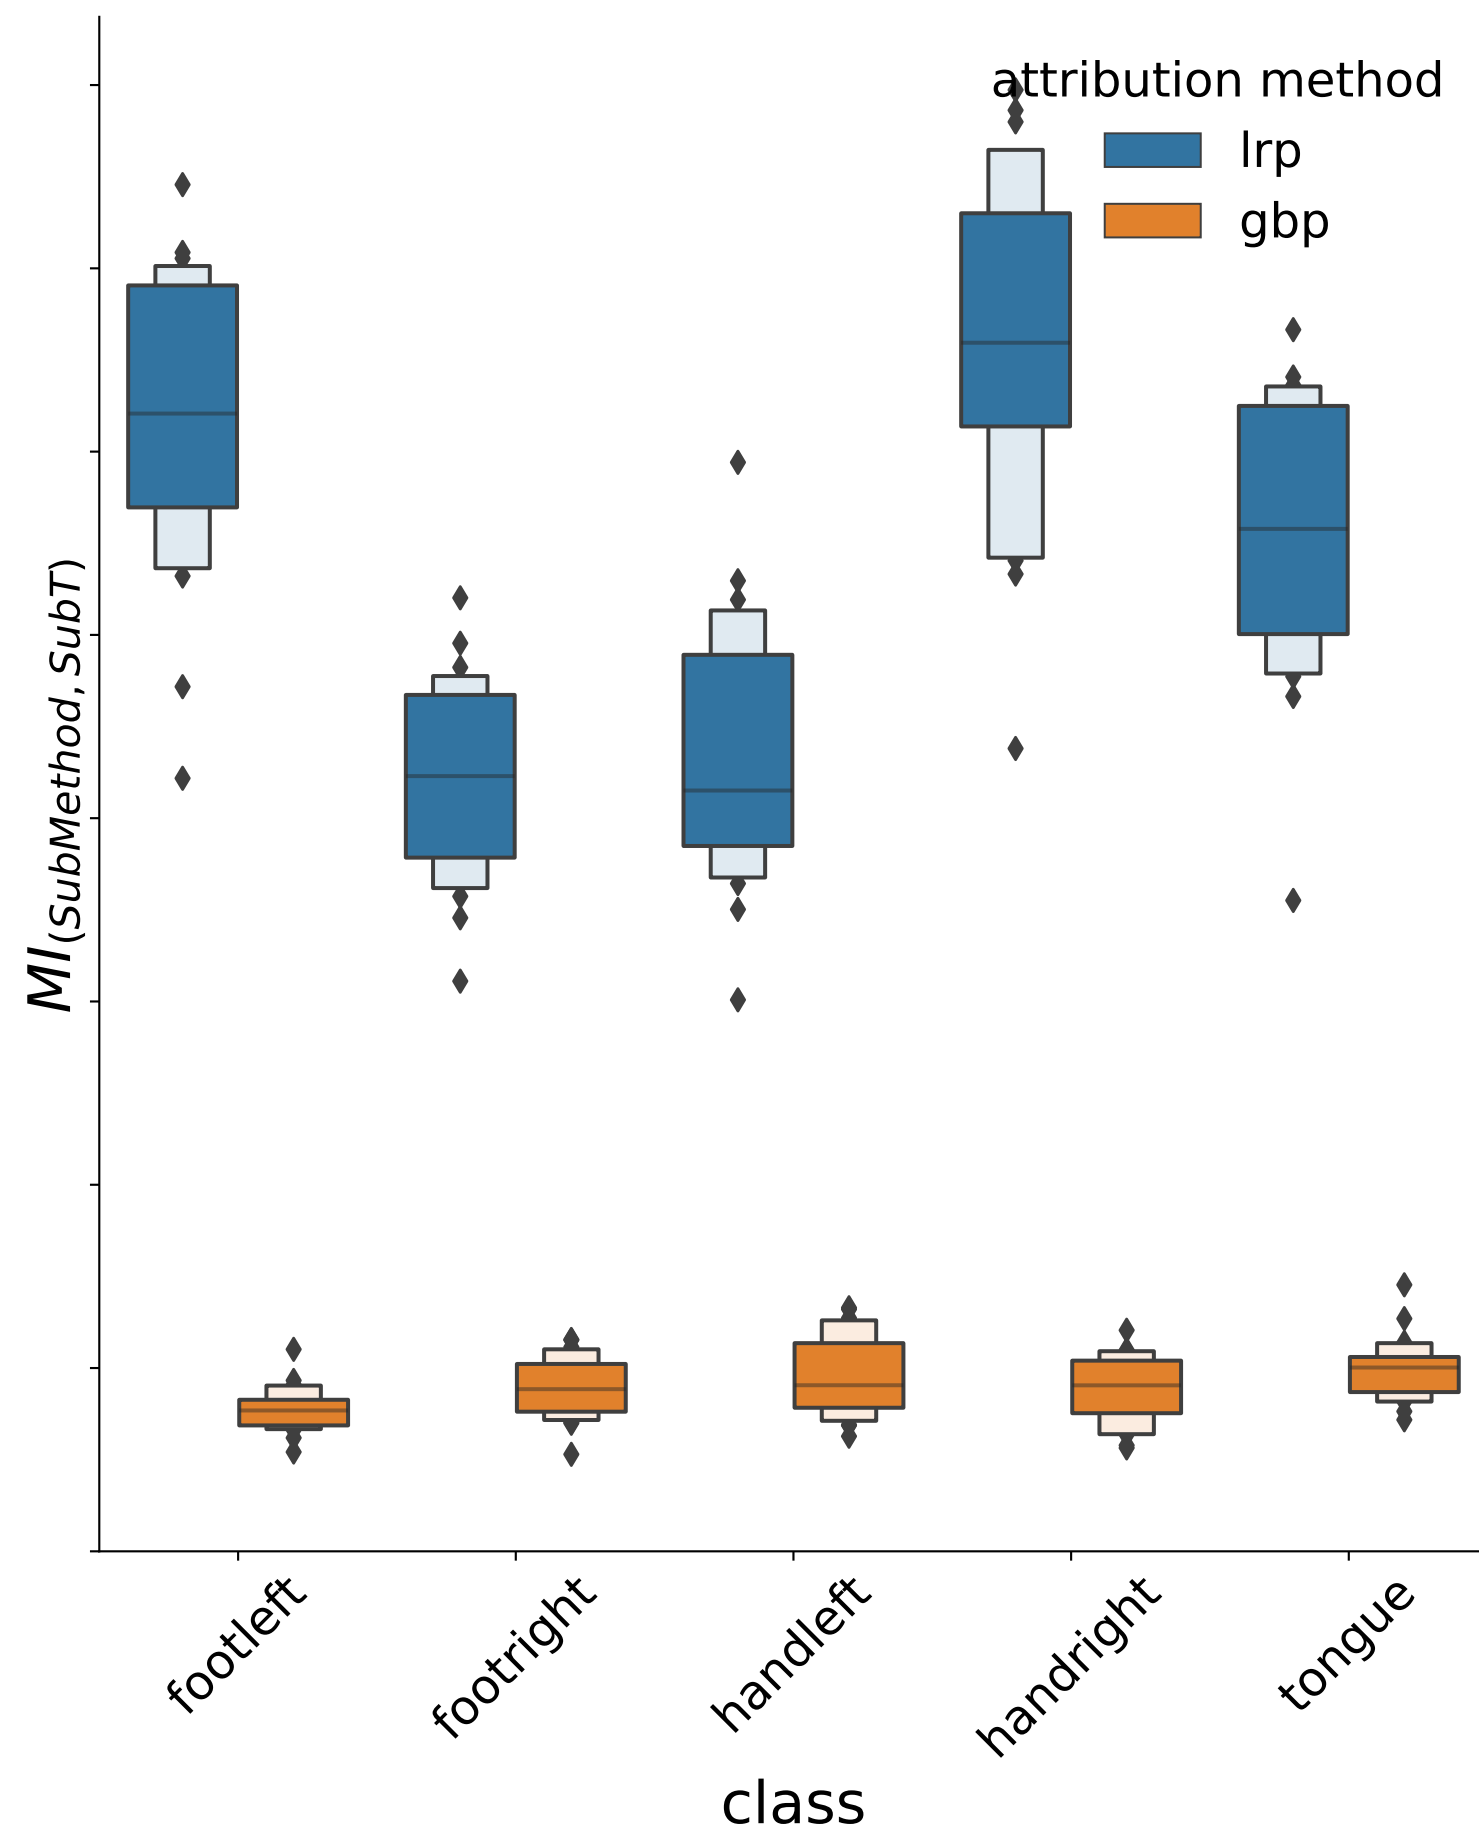 attribution method
lrp
gbp
MI(SubMethod, SubT)
footleft
footright
handleft
handright
tongue
class